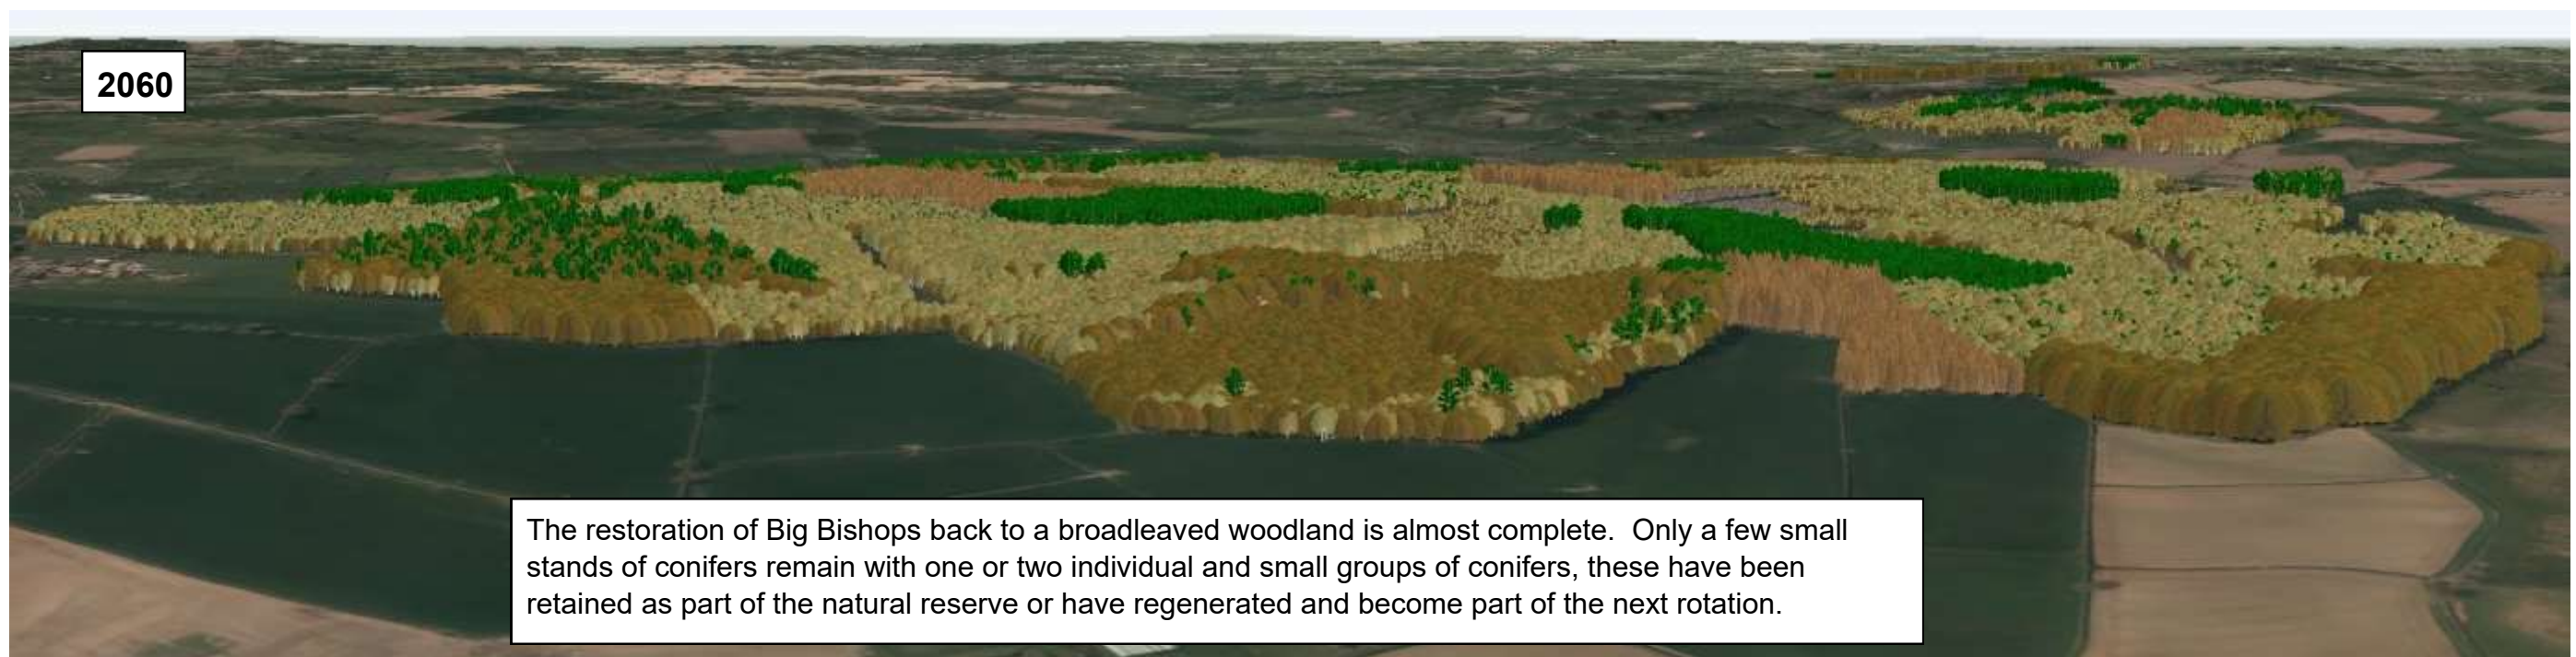 2060
The restoration of Big Bishops back to a broadleaved woodland is almost complete.  Only a few small
stands of conifers remain with one or two individual and small groups of conifers, these have been
retained as part of the natural reserve or have regenerated and become part of the next rotation.